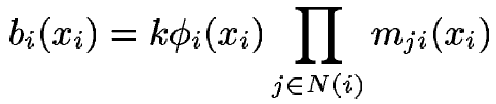 b_i(x_i) = kϕ_i(x_i) ∏_{j∈N(i)} m_{ji}(x_i)